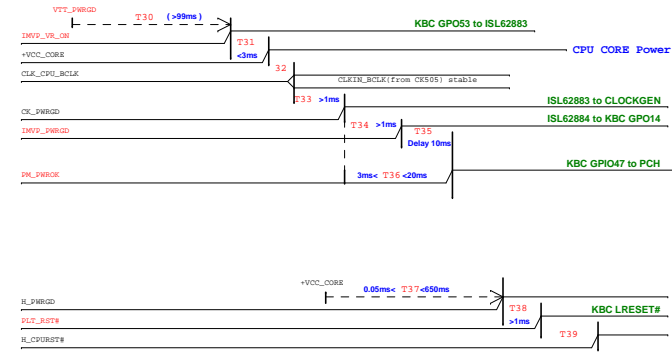 VTT_PWRGD
T30 ( >99ms )
KBC GPO53 to ISL62883
IMVP_VR_ON
T31
<3ms
+VCC_CORE
CPU CORE Power
CLK_CPU_BCLK
32
CLKIN_BCLK(from CK505) stable
T33 >1ms
ISL62883 to CLOCKGEN
CK_PWRGD
T34 >1ms
ISL62884 to KBC GPO14
IMVP_PWRGD
T35
Delay 10ms
KBC GPIO47 to PCH
PM_PWROK
3ms< T36 <20ms
+VCC_CORE
0.05ms< T37 <650ms
H_PWRGD
T38
KBC LRESET#
PLT_RST#
>1ms
T39
H_CPURST#